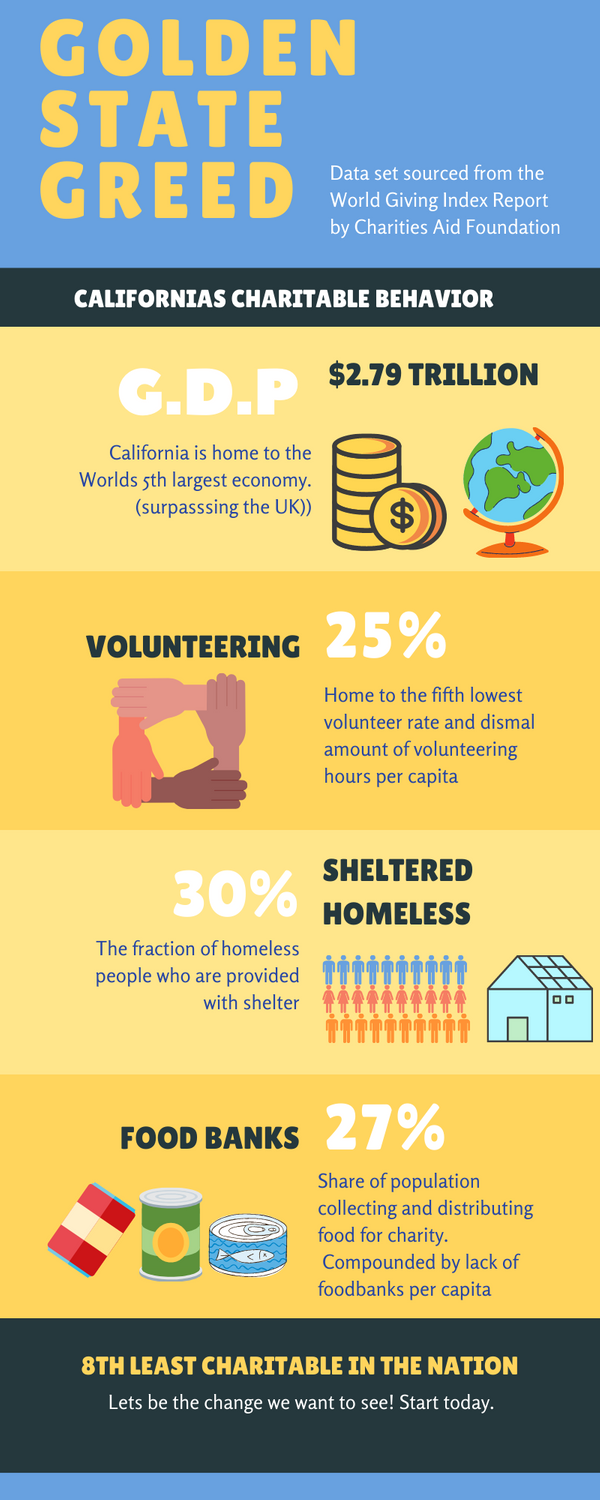 GOLDEN
STATE
GREED
Data set sourced from the
World Giving Index Report
by Charities Aid Foundation
CALIFORNIAS CHARITABLE BEHAVIOR
G.D.P
$2.79 TRILLION
California is home to the
Worlds 5th largest economy.
(surpasssing the UK))
$
VOLUNTEERING
25%
Home to the fifth lowest
volunteer rate and dismal
amount of volunteering
hours per capita
30%
The fraction of homeless
people who are provided
with shelter
SHELTERED
HOMELESS
FOOD BANKS
27%
Share of population
collecting and distributing
food for charity.
Compounded by lack of
foodbanks per capita
8TH LEAST CHARITABLE IN THE NATION
Lets be the change we want to see! Start today.